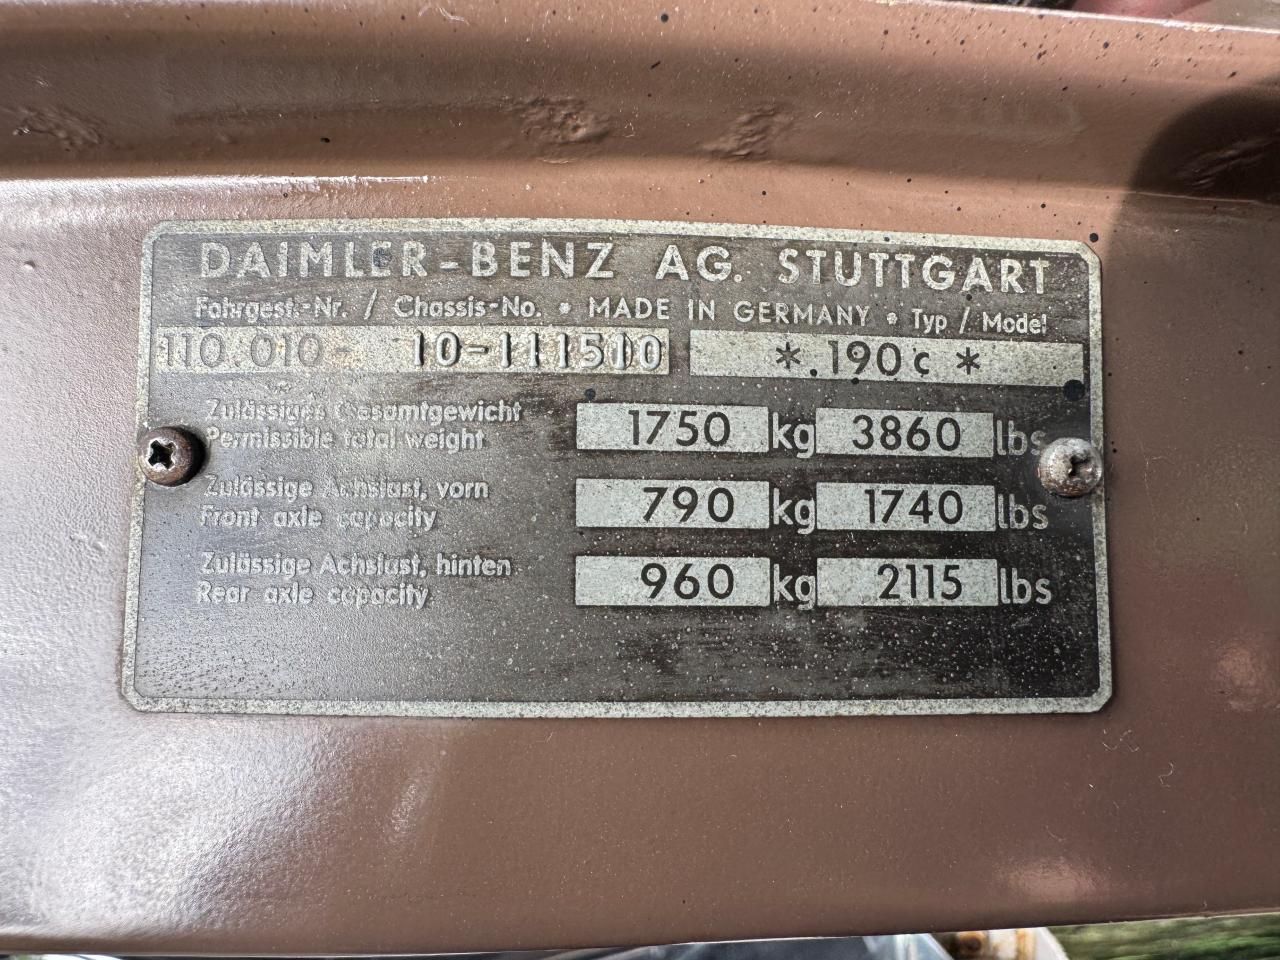 DAIMLER-BENZ AG. STUTTGART
Fahrgest.-Nr. / Chassis-No. • MADE IN GERMANY • Typ / Model
110.010- 10-111510 * 190c *
Zulässiges Gesamtgewicht
Permissible total weight 1750 kg 3860 lbs
Zulässige Achslast, vorn
Front axle capacity 790 kg 1740 lbs
Zulässige Achslast, hinten
Rear axle capacity 960 kg 2115 lbs